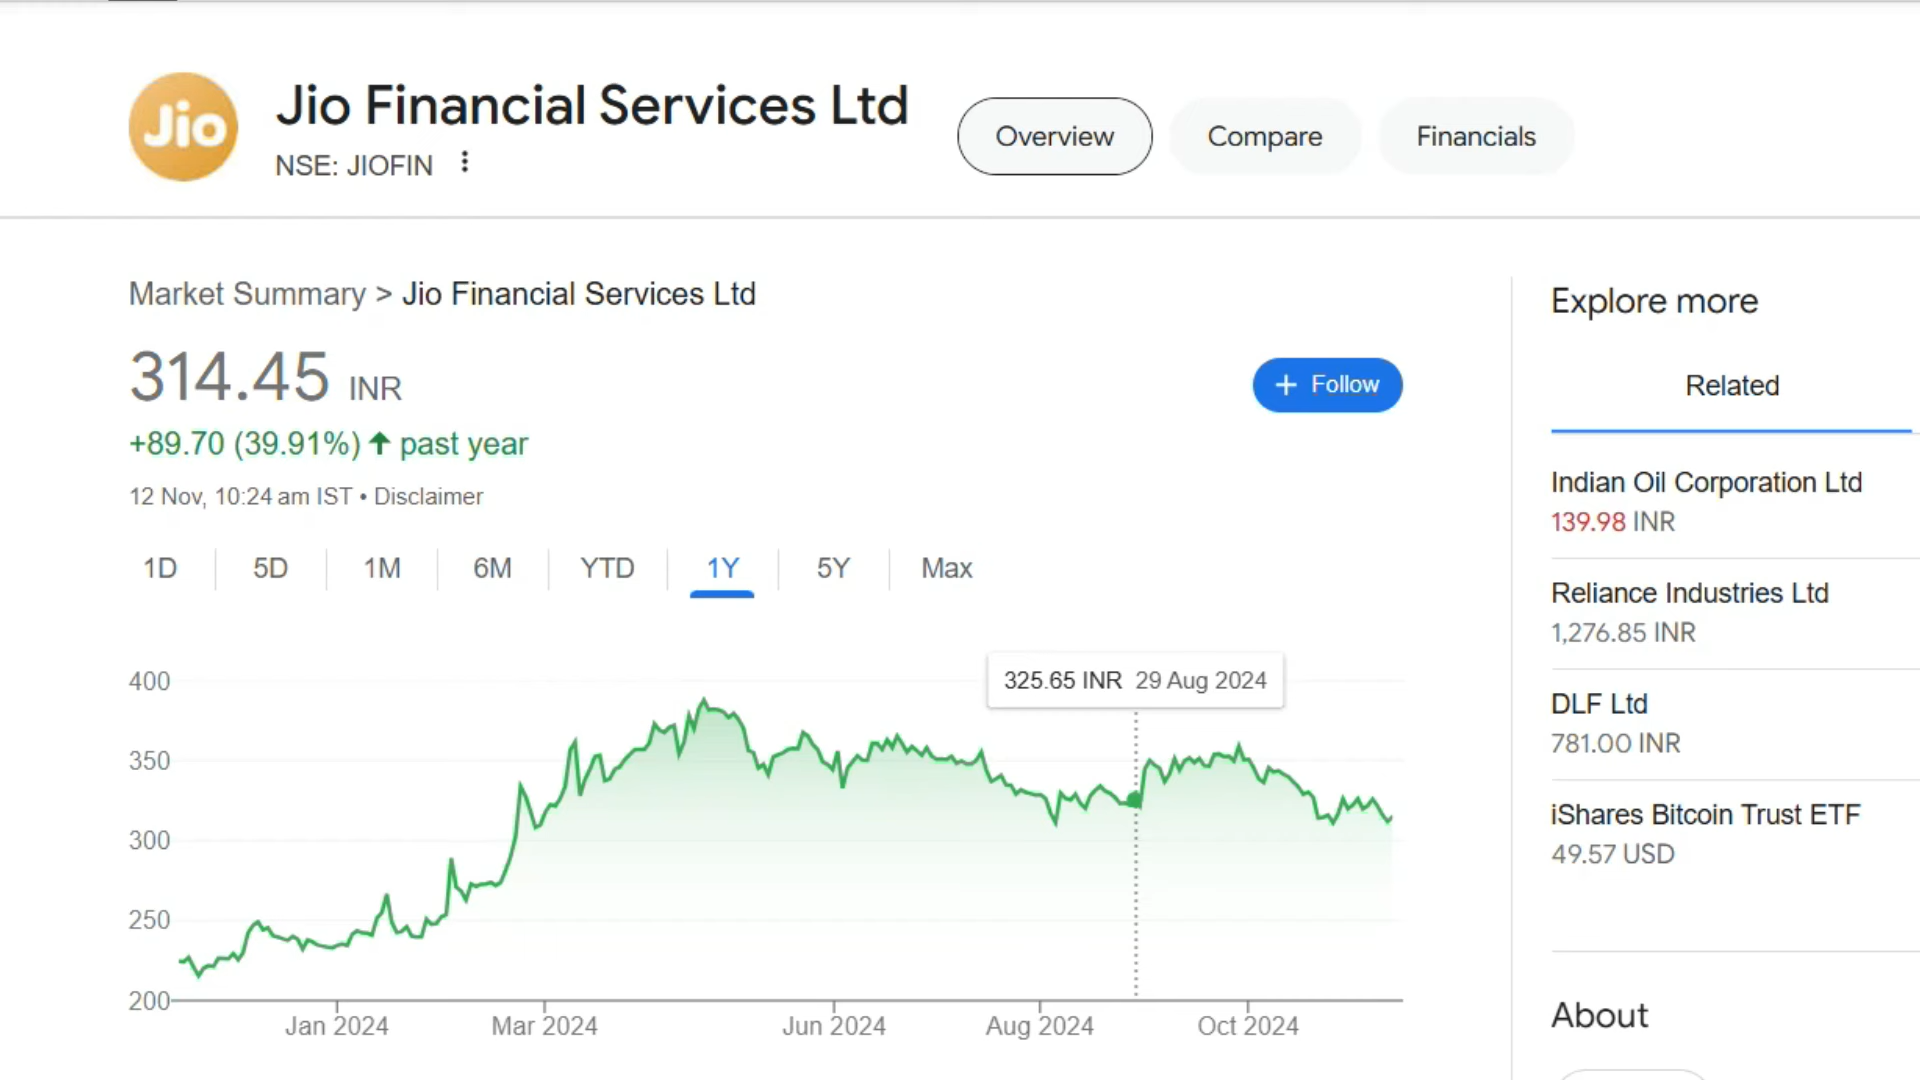 Jio
Jio Financial Services Ltd
NSE: JIOFIN
Overview
Compare
Financials
Market Summary > Jio Financial Services Ltd
314.45 INR
+ Follow
+89.70 (39.91%) ↑ past year
12 Nov, 10:24 am IST • Disclaimer
1D
5D
1M
6M
YTD
1Y
5Y
Max
325.65 INR 29 Aug 2024
400
350
300
250
200
Jan 2024
Mar 2024
Jun 2024
Aug 2024
Oct 2024
Explore more
Related
Indian Oil Corporation Ltd
139.98 INR
Reliance Industries Ltd
1,276.85 INR
DLF Ltd
781.00 INR
iShares Bitcoin Trust ETF
49.57 USD
About